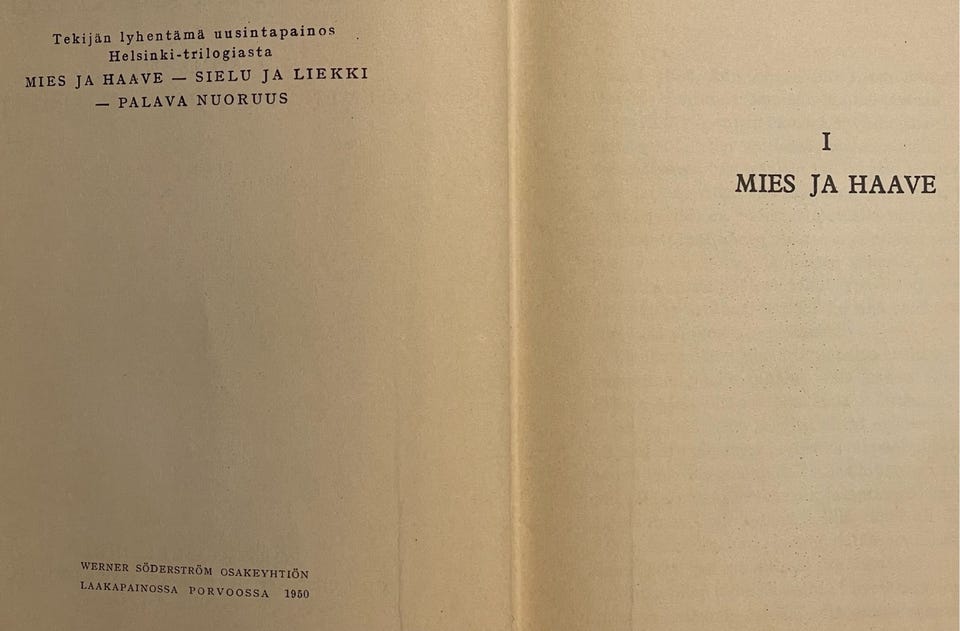 Tekijän lyhentämä uusintapainos
Helsinki-trilogiasta
MIES JA HAAVE — SIELU JA LIEKKI
— PALAVA NUORUUS
WERNER SÖDERSTRÖM OSAKEYHTIÖN
LAAKAPAINOSSA PORVOOSSA 1950
I
MIES JA HAAVE